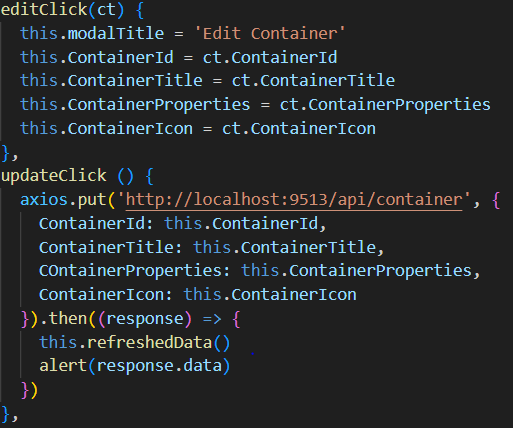 editClick(ct) {
this.modalTitle = 'Edit Container'
this.ContainerId = ct.ContainerId
this.ContainerTitle = ct.ContainerTitle
this.ContainerProperties = ct.ContainerProperties
this.ContainerIcon = ct.ContainerIcon
},
updateClick () {
axios.put('http://localhost:9513/api/container', {
ContainerId: this.ContainerId,
ContainerTitle: this.ContainerTitle,
COntainerProperties: this.ContainerProperties,
ContainerIcon: this.ContainerIcon
}).then((response) => {
this.refreshedData()
alert(response.data)
})
},